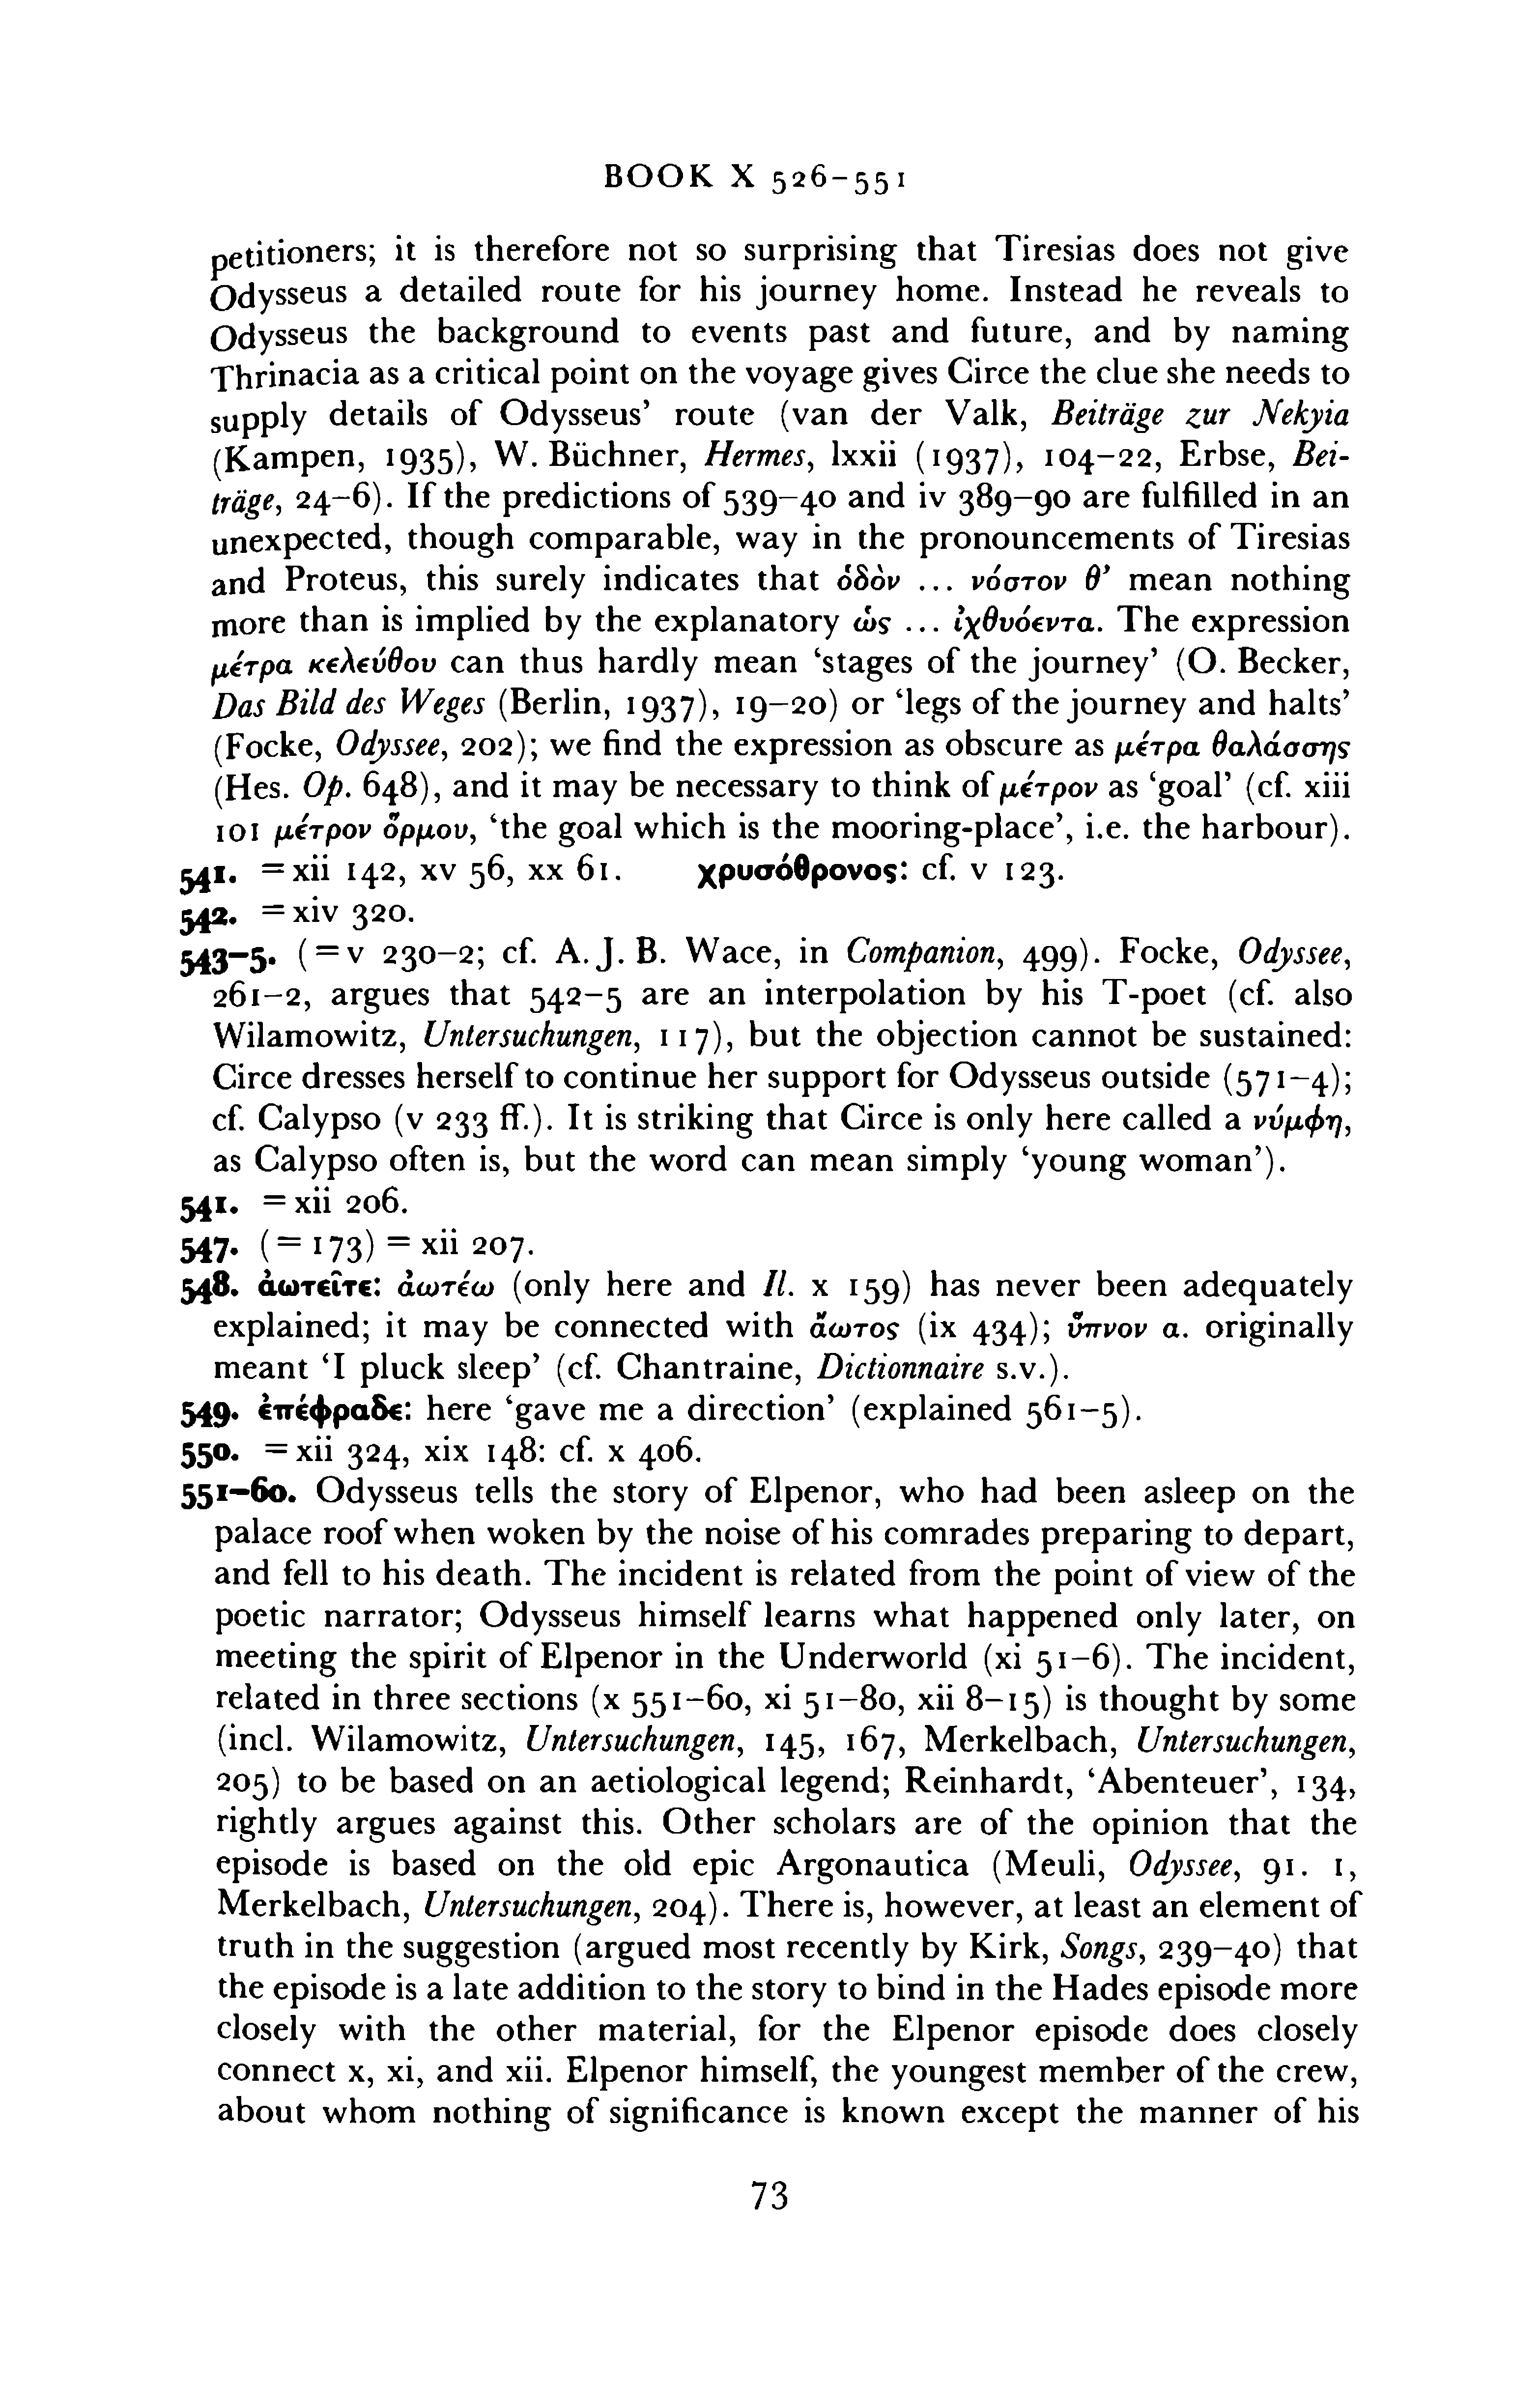 BOOK X 526–551
petitioners; it is therefore not so surprising that Tiresias does not give
Odysseus a detailed route for his journey home. Instead he reveals to
Odysseus the background to events past and future, and by naming
Thrinacia as a critical point on the voyage gives Circe the clue she needs to
supply details of Odysseus’ route (van der Valk, Beiträge zur Nekyia
(Kampen, 1935), W. Büchner, Hermes, lxxii (1937), 104–22, Erbse, Bei-
träge, 24–6). If the predictions of 539–40 and iv 389–90 are fulfilled in an
unexpected, though comparable, way in the pronouncements of Tiresias
and Proteus, this surely indicates that ὁδὸν ... νόστον θ’ mean nothing
more than is implied by the explanatory ὡς ... ἰχθυόεντα. The expression
μέτρα κελεύθου can thus hardly mean ‘stages of the journey’ (O. Becker,
Das Bild des Weges (Berlin, 1937), 19–20) or ‘legs of the journey and halts’
(Focke, Odyssee, 202); we find the expression as obscure as μέτρα θαλάσσης
(Hes. Op. 648), and it may be necessary to think of μέτρον as ‘goal’ (cf. xiii
101 μέτρον ὅρμου, ‘the goal which is the mooring-place’, i.e. the harbour).
541. = xii 142, xv 56, xx 61. χρυσόθρονος: cf. v 123.
542. = xiv 320.
543–5. (= v 230–2; cf. A. J. B. Wace, in Companion, 499). Focke, Odyssee,
261–2, argues that 542–5 are an interpolation by his T-poet (cf. also
Wilamowitz, Untersuchungen, 117), but the objection cannot be sustained:
Circe dresses herself to continue her support for Odysseus outside (571–4);
cf. Calypso (v 233 ff.). It is striking that Circe is only here called a νύμφη,
as Calypso often is, but the word can mean simply ‘young woman’).
541. = xii 206.
547. (= 173) = xii 207.
548. ἀωτεῖτε: ἀωτέω (only here and Il. x 159) has never been adequately
explained; it may be connected with ἄωτος (ix 434); ὕπνον ἀ. originally
meant ‘I pluck sleep’ (cf. Chantraine, Dictionnaire s.v.).
549. ἐπέφραδε: here ‘gave me a direction’ (explained 561–5).
550. = xii 324, xix 148: cf. x 406.
551–60. Odysseus tells the story of Elpenor, who had been asleep on the
palace roof when woken by the noise of his comrades preparing to depart,
and fell to his death. The incident is related from the point of view of the
poetic narrator; Odysseus himself learns what happened only later, on
meeting the spirit of Elpenor in the Underworld (xi 51–6). The incident,
related in three sections (x 551–60, xi 51–80, xii 8–15) is thought by some
(incl. Wilamowitz, Untersuchungen, 145, 167, Merkelbach, Untersuchungen,
205) to be based on an aetiological legend; Reinhardt, ‘Abenteuer’, 134,
rightly argues against this. Other scholars are of the opinion that the
episode is based on the old epic Argonautica (Meuli, Odyssee, 91. 1,
Merkelbach, Untersuchungen, 204). There is, however, at least an element of
truth in the suggestion (argued most recently by Kirk, Songs, 239–40) that
the episode is a late addition to the story to bind in the Hades episode more
closely with the other material, for the Elpenor episode does closely
connect x, xi, and xii. Elpenor himself, the youngest member of the crew,
about whom nothing of significance is known except the manner of his
73